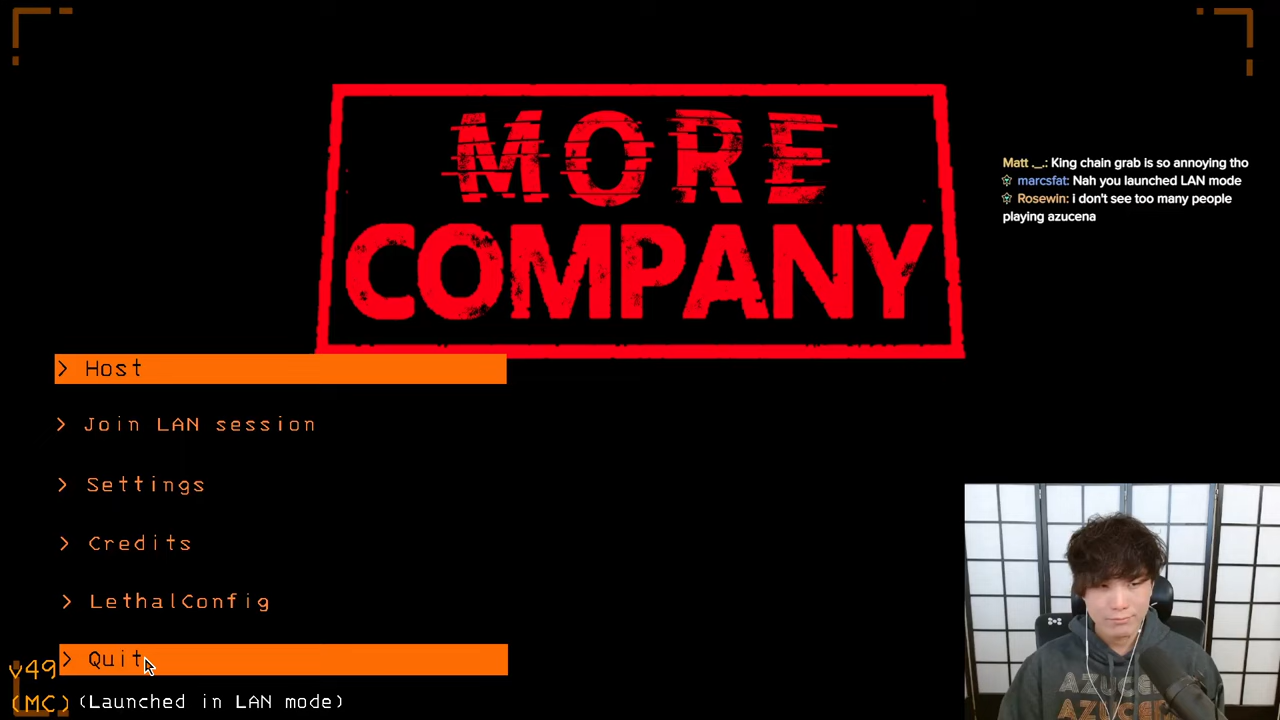 MORE
COMPANY
Matt ._.: King chain grab is so annoying tho
marcsfat: Nah you launched LAN mode
Rosewin: i don't see too many people
playing azucena
> Host
> Join LAN session
> Settings
> Credits
> LethalConfig
> Quit
v49
(MC) (Launched in LAN mode)